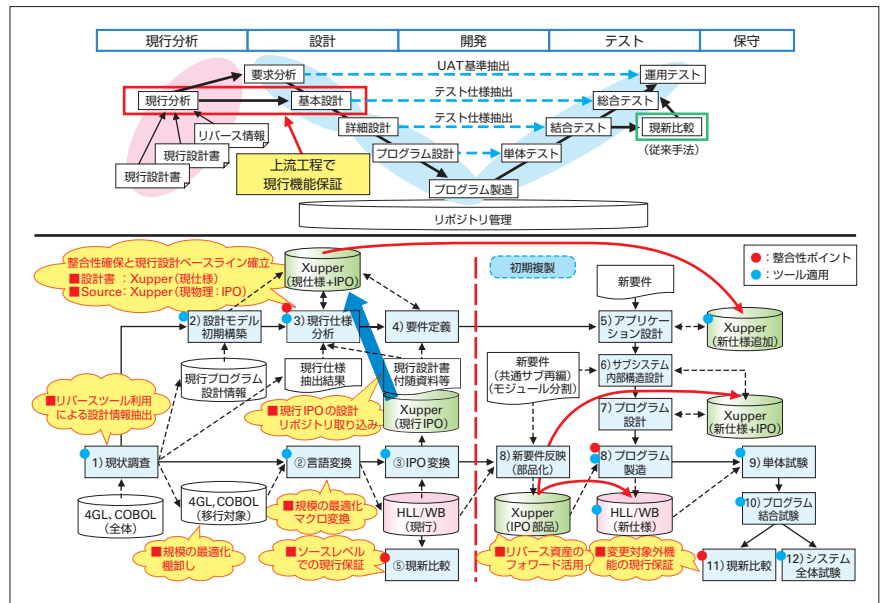 現行分析
設計
開発
テスト
保守
要求分析
UAT基準抽出
運用テスト
現行分析
基本設計
テスト仕様抽出
総合テスト
リバース情報
現行設計書
現行設計書
詳細設計
テスト仕様抽出
結合テスト
現新比較
(従来手法)
上流工程で
現行機能保証
プログラム設計
単体テスト
プログラム製造
リポジトリ管理
整合性確保と現行設計ベースライン確立
■設計書 :Xupper(現仕様)
■Source:Xupper(現物理:IPO)
Xupper
(現仕様+IPO)
初期複製
:整合性ポイント
:ツール適用
新要件
2)設計モデル
初期構築
3)現行仕様
分析
4)要件定義
5)アプリケー
ション設計
Xupper
(新仕様追加)
現行プログラム
設計情報
現行仕様
抽出結果
現行設計書
付随資料等
新要件
(共通サブ再編)
(モジュール分割)
6)サブシステム
内部構造設計
■リバースツール利用
による設計情報抽出
■現行IPOの設計
リポジトリ取り込み
Xupper
(現行IPO)
7)プログラム
設計
Xupper
(新仕様+IPO)
1)現状調査
②言語変換
③IPO変換
8)新要件反映
(部品化)
8)プログラム
製造
9)単体試験
4GL、COBOL
(全体)
4GL,COBOL
(移行対象)
■規模の最適化
マクロ変換
HLL/WB
(現行)
Xupper
(IPO部品)
HLL/WB
(新仕様)
10)プログラム
結合試験
■規模の最適化
棚卸し
■ソースレベル
での現行保証
⑤現新比較
■リバース資産の
フォワード活用
■変更対象外機
能の現行保証
11)現新比較
12)システム
全体試験